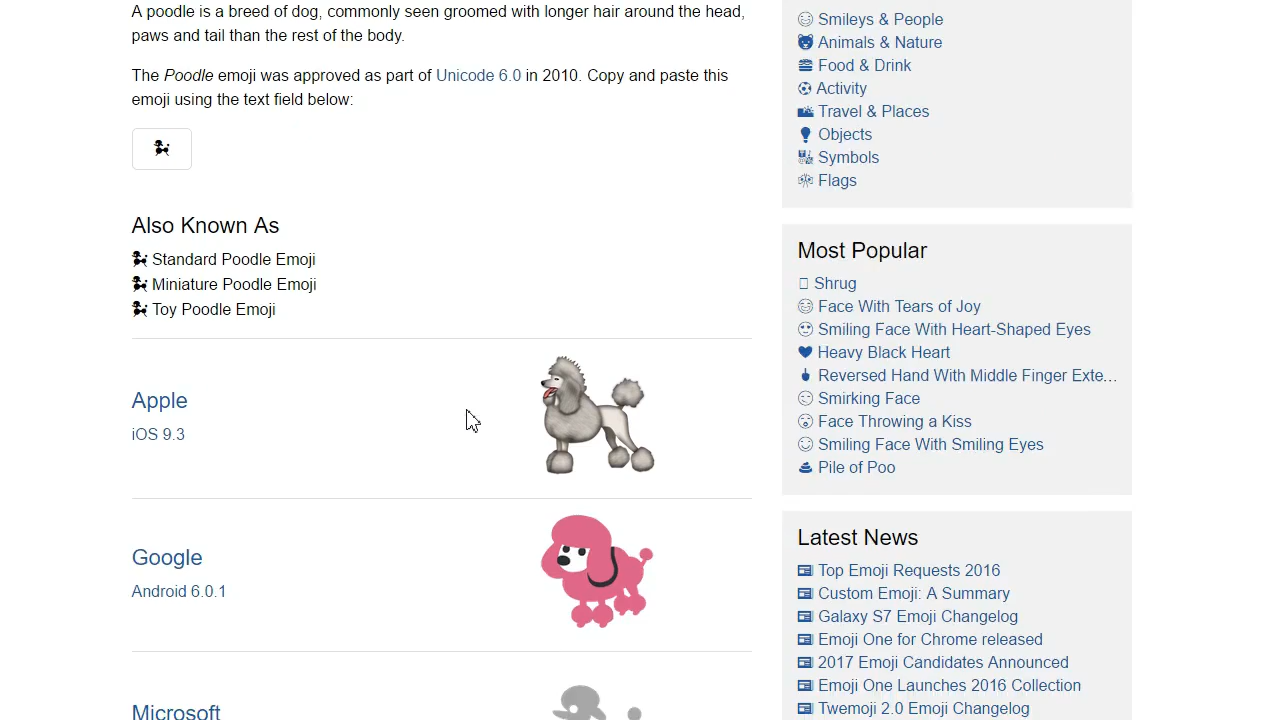 A poodle is a breed of dog, commonly seen groomed with longer hair around the head,
paws and tail than the rest of the body.
The Poodle emoji was approved as part of Unicode 6.0 in 2010. Copy and paste this
emoji using the text field below:
🐩
Also Known As
🐩 Standard Poodle Emoji
🐩 Miniature Poodle Emoji
🐩 Toy Poodle Emoji
Apple
iOS 9.3
Google
Android 6.0.1
Microsoft
Smileys & People
Animals & Nature
Food & Drink
Activity
Travel & Places
Objects
Symbols
Flags
Most Popular
Shrug
Face With Tears of Joy
Smiling Face With Heart-Shaped Eyes
Heavy Black Heart
Reversed Hand With Middle Finger Exte...
Smirking Face
Face Throwing a Kiss
Smiling Face With Smiling Eyes
Pile of Poo
Latest News
Top Emoji Requests 2016
Custom Emoji: A Summary
Galaxy S7 Emoji Changelog
Emoji One for Chrome released
2017 Emoji Candidates Announced
Emoji One Launches 2016 Collection
Twemoji 2.0 Emoji Changelog